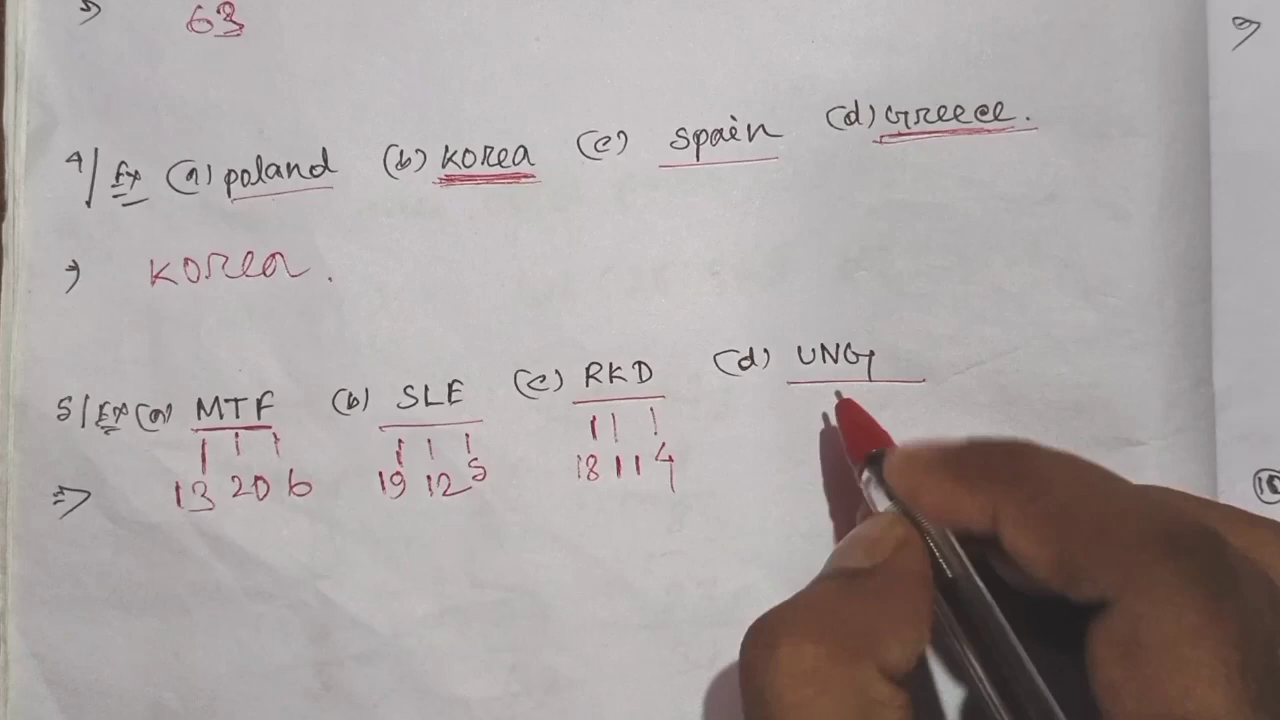 63
4/ Ex (a) poland (b) Korea (c) spain (d) Greece.
Korea.
5/ Ex (a) MTF (b) SLE (c) RKD (d) UNG
⇒ 13 20 6 19 12 5 18 11 4